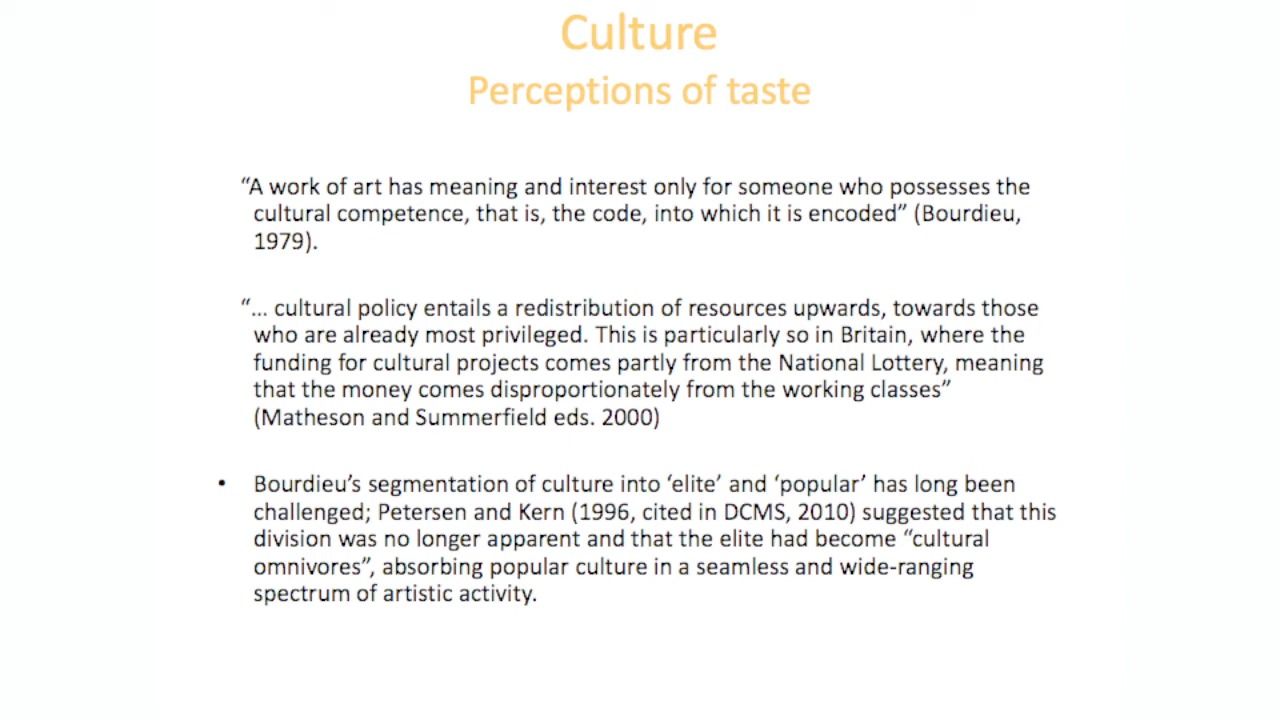 Culture
Perceptions of taste
“A work of art has meaning and interest only for someone who possesses the
cultural competence, that is, the code, into which it is encoded” (Bourdieu,
1979).
“... cultural policy entails a redistribution of resources upwards, towards those
who are already most privileged. This is particularly so in Britain, where the
funding for cultural projects comes partly from the National Lottery, meaning
that the money comes disproportionately from the working classes”
(Matheson and Summerfield eds. 2000)
• Bourdieu’s segmentation of culture into ‘elite’ and ‘popular’ has long been
challenged; Petersen and Kern (1996, cited in DCMS, 2010) suggested that this
division was no longer apparent and that the elite had become “cultural
omnivores”, absorbing popular culture in a seamless and wide-ranging
spectrum of artistic activity.